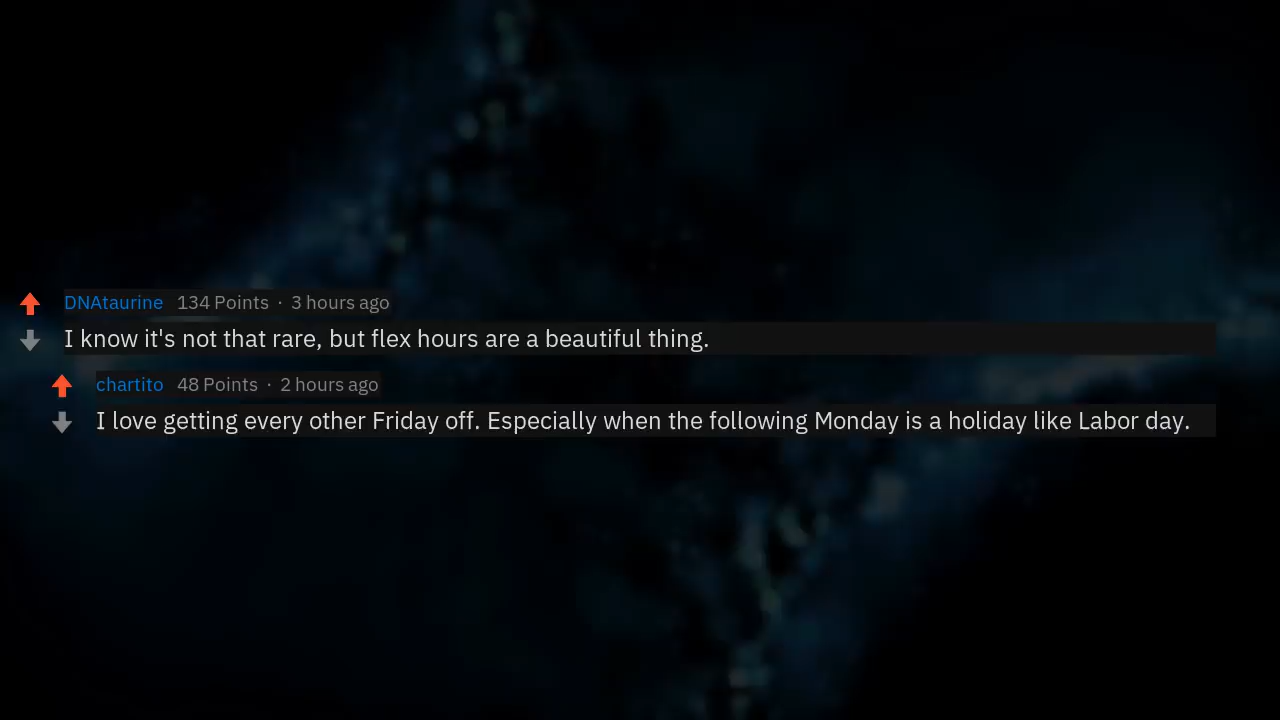 DNAtaurine 134 Points · 3 hours ago
I know it's not that rare, but flex hours are a beautiful thing.
chartito 48 Points · 2 hours ago
I love getting every other Friday off. Especially when the following Monday is a holiday like Labor day.